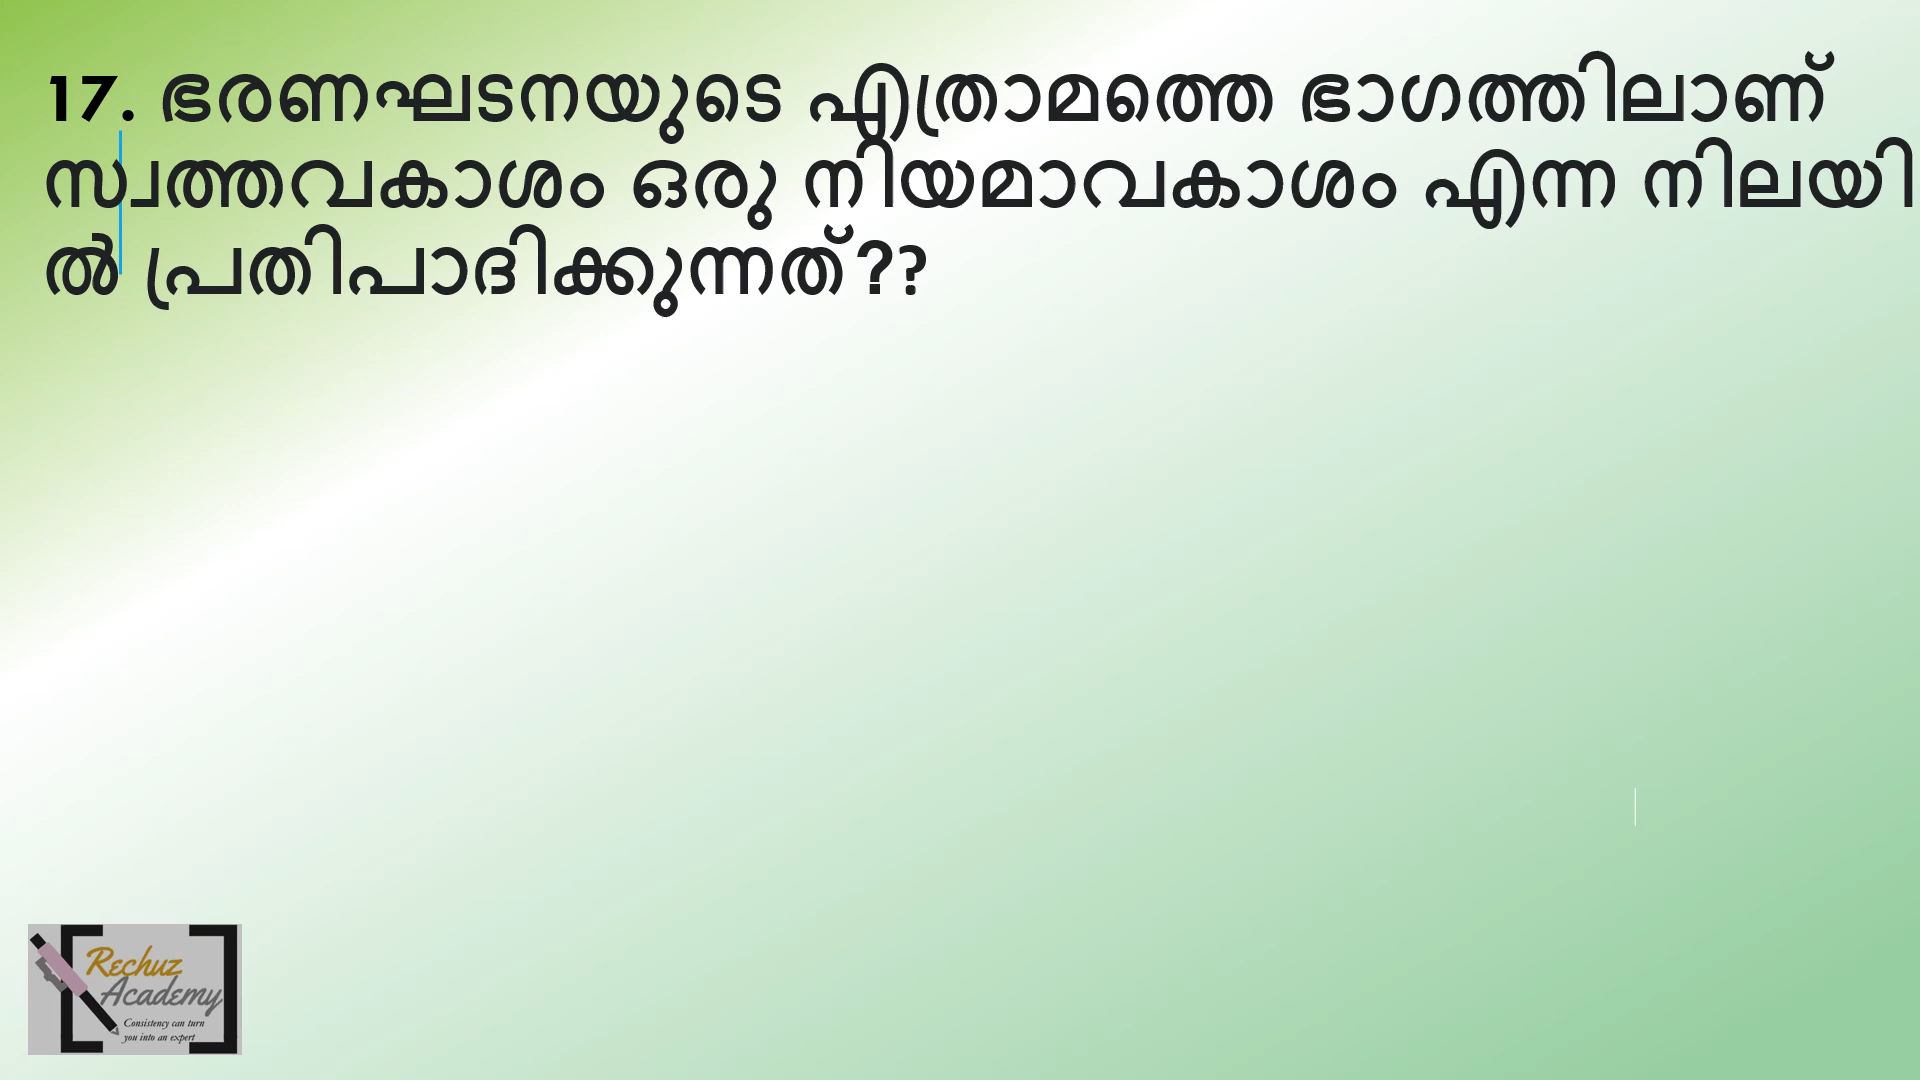 17. ഭരണഘടനയുടെ എത്രാമത്തെ ഭാഗത്തിലാണ്
സ്വത്തവകാശം ഒരു നിയമാവകാശം എന്ന നിലയി
ൽ പ്രതിപാദിക്കുന്നത്??
Rechuz
Academy
Consistency can turn
you into an expert